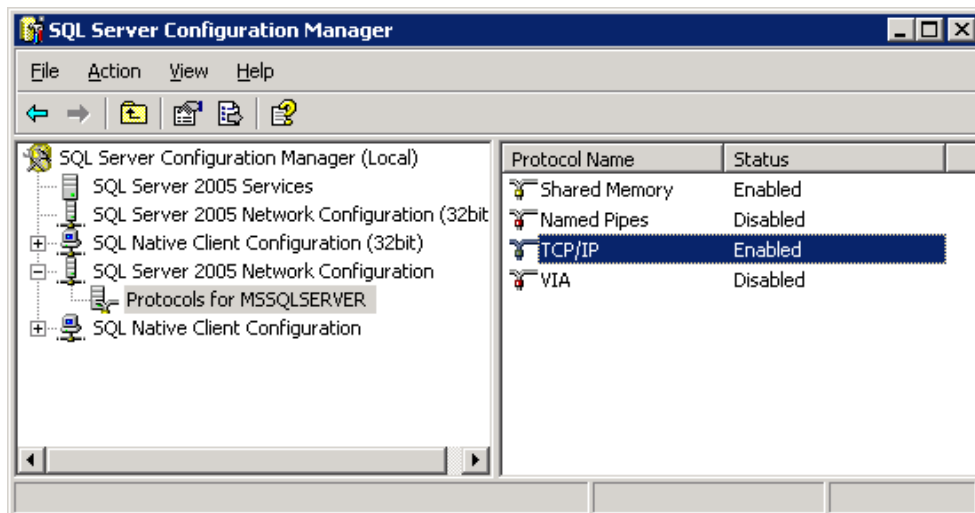 SQL Server Configuration Manager
File Action View Help
SQL Server Configuration Manager (Local)
SQL Server 2005 Services
SQL Server 2005 Network Configuration (32bit
SQL Native Client Configuration (32bit)
SQL Server 2005 Network Configuration
Protocols for MSSQLSERVER
SQL Native Client Configuration
Protocol Name Status
Shared Memory Enabled
Named Pipes Disabled
TCP/IP Enabled
VIA Disabled